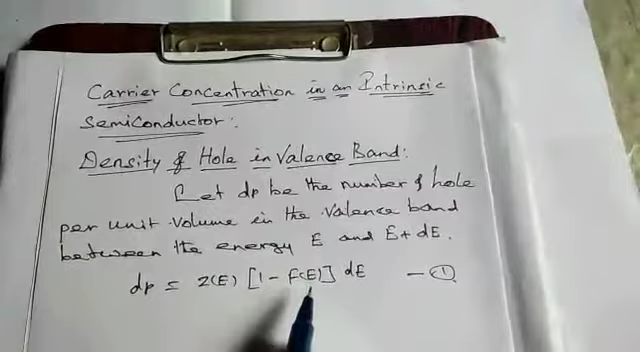 Carrier Concentration in an Intrinsic
Semiconductor:
Density of Hole in Valence Band:
Let dp be the number of hole
per unit volume in the valence band
between the energy E and E+dE.
dp = Z(E) [1 - F(E)] dE — ①